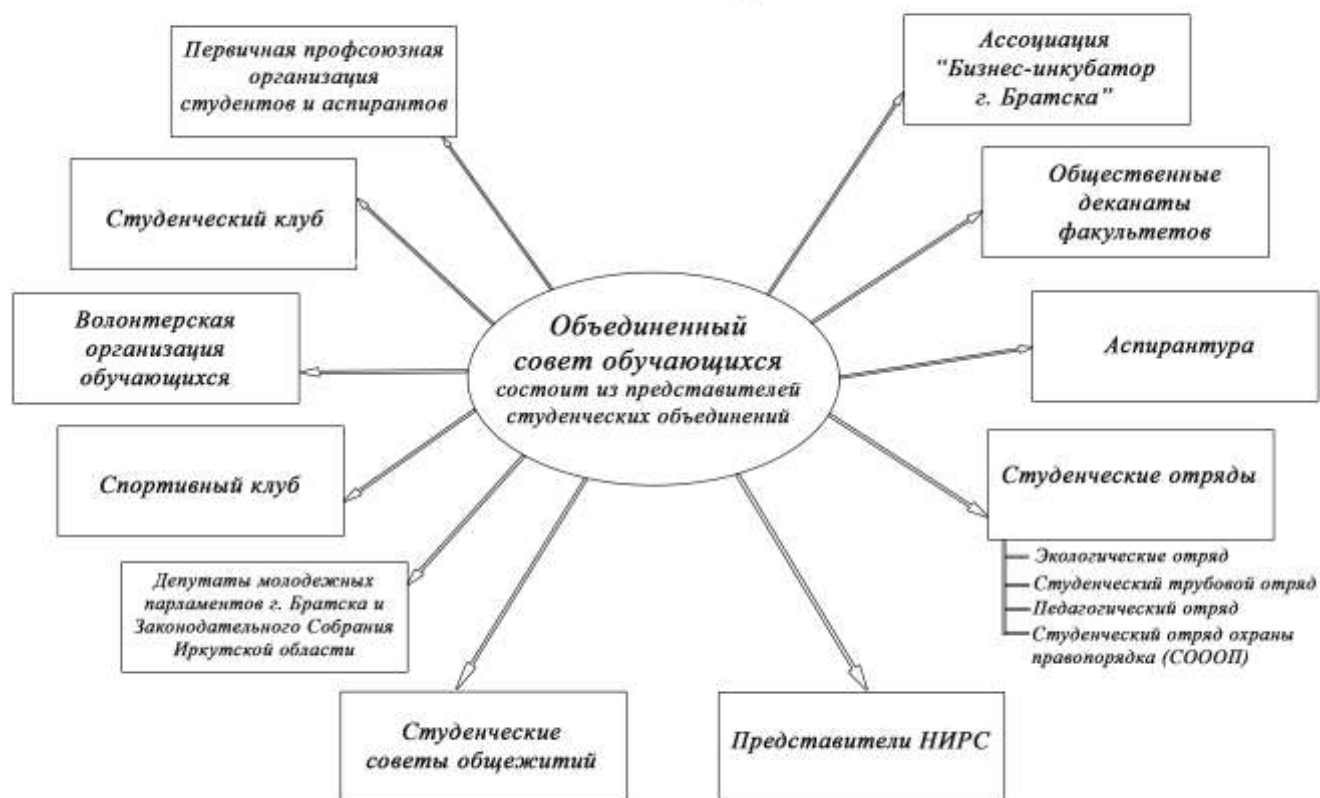 Первичная профсоюзная
организация
студентов и аспирантов
Ассоциация
"Бизнес-инкубатор
г. Братска"
Студенческий клуб
Общественные
деканаты
факультетов
Волонтерская
организация
обучающихся
Объединенный
совет обучающихся
состоит из представителей
студенческих объединений
Аспирантура
Спортивный клуб
Студенческие отряды
Экологические отряд
Студенческий трубовой отряд
Педагогический отряд
Студенческий отряд охраны
правопорядка (СОООП)
Депутаты молодежных
парламентов г. Братска и
Законодательного Собрания
Иркутской области
Студенческие
советы общежитий
Представители НИРС